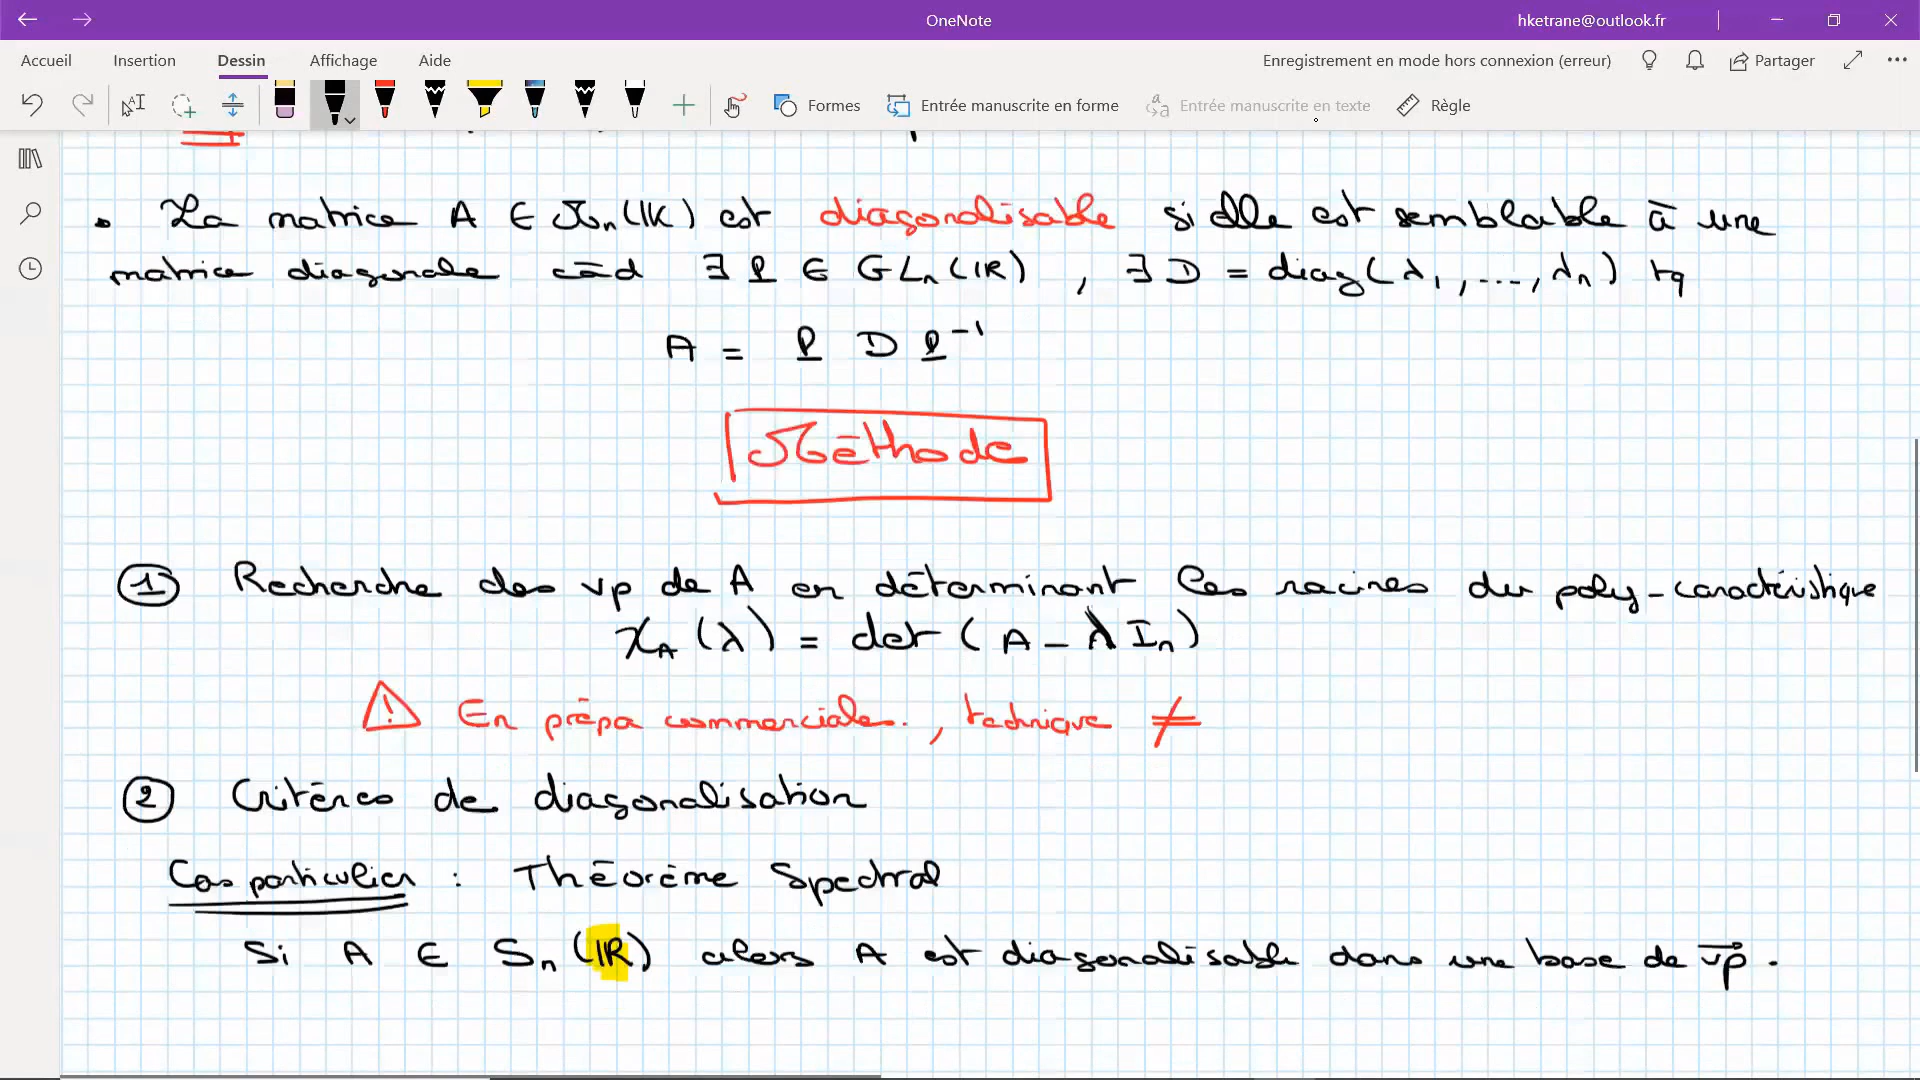 OneNote
hketrane@outlook.fr
Accueil Insertion Dessin Affichage Aide
Enregistrement en mode hors connexion (erreur) Partager
Formes Entrée manuscrite en forme Entrée manuscrite en texte Règle
• La matrice A ∈ Mn(IK) est diagonalisable si elle est semblable à une
matrice diagonale càd ∃ P ∈ GLn(IR), ∃ D = diag(λ1, ..., λn) tq
A = P D P⁻¹
Méthode
① Recherche des vp de A en déterminant les racines du poly-caractéristique
χA(λ) = det(A - λ In)
⚠ En prépa commerciales, technique ≠
② Critères de diagonalisation
Cas particulier : Théorème Spectral
Si A ∈ Sn(IR) alors A est diagonalisable dans une base de vp⃗.